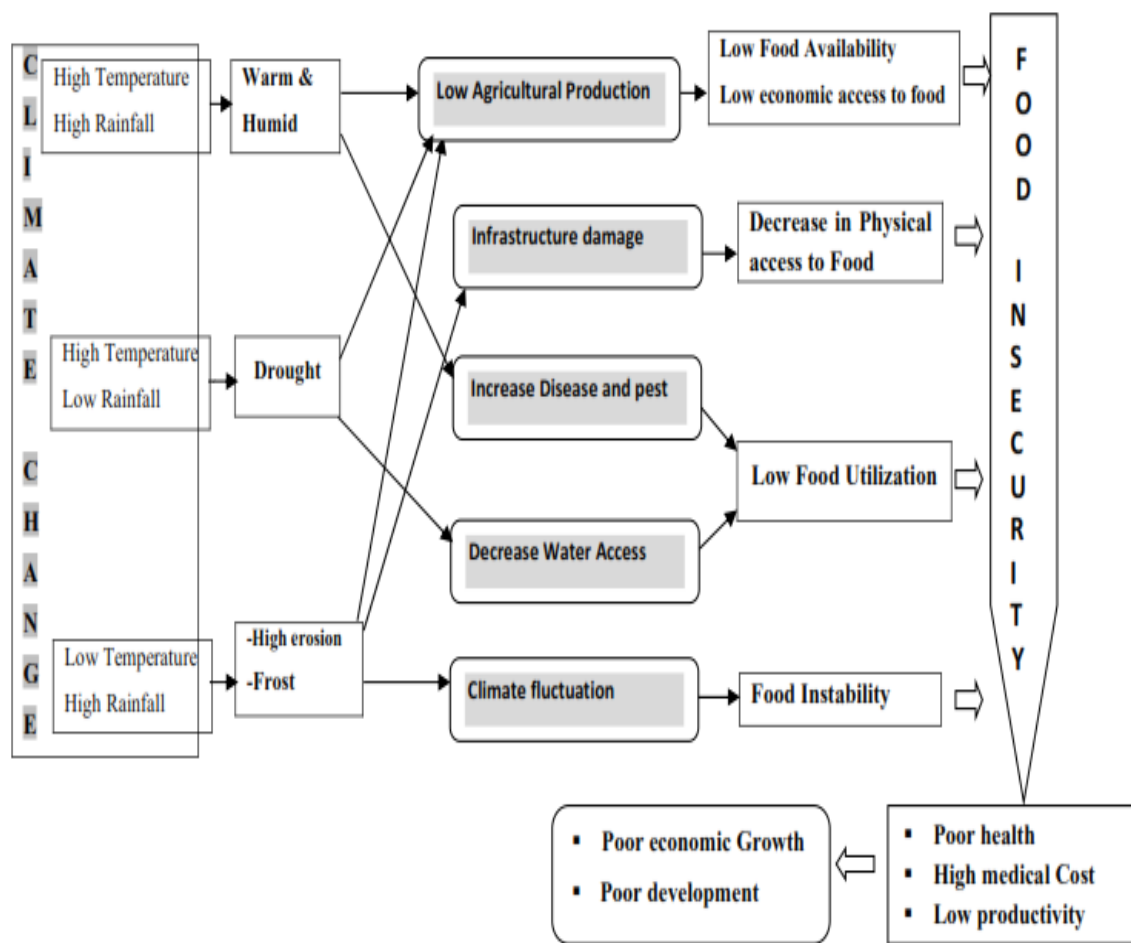 CLIMATE CHANGE
High Temperature
High Rainfall
Warm &
Humid
Low Agricultural Production
Low Food Availability
Low economic access to food
Infrastructure damage
Decrease in Physical
access to Food
High Temperature
Low Rainfall
Drought
Increase Disease and pest
Low Food Utilization
Decrease Water Access
Low Temperature
High Rainfall
-High erosion
-Frost
Climate fluctuation
Food Instability
FOOD INSECURITY
▪ Poor health
▪ High medical Cost
▪ Low productivity
▪ Poor economic Growth
▪ Poor development